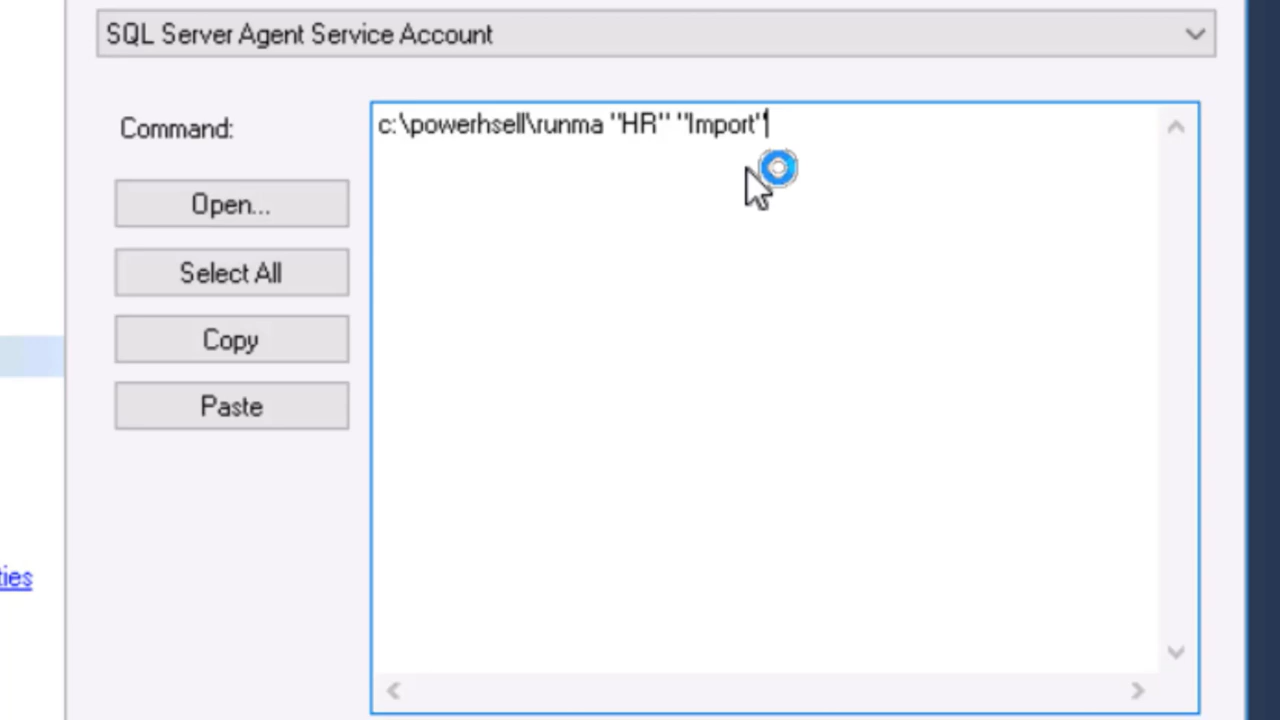 SQL Server Agent Service Account
Command:
c:\powerhsell\runma "HR" "Import"
Open...
Select All
Copy
Paste
ties